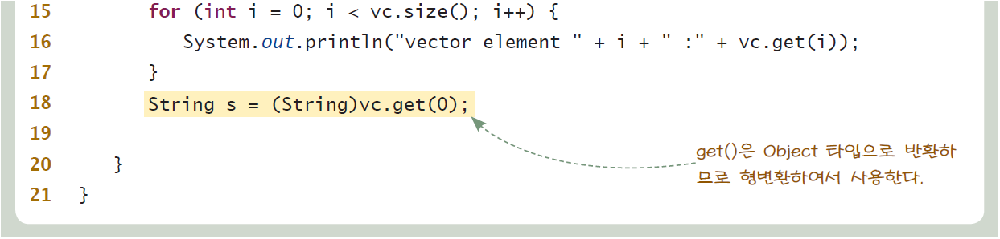 15 for (int i = 0; i < vc.size(); i++) {
16 System.out.println("vector element " + i + " :" + vc.get(i));
17 }
18 String s = (String)vc.get(0);
19
get()은 Object 타입으로 반환하
므로 형변환하여서 사용한다.
20 }
21 }